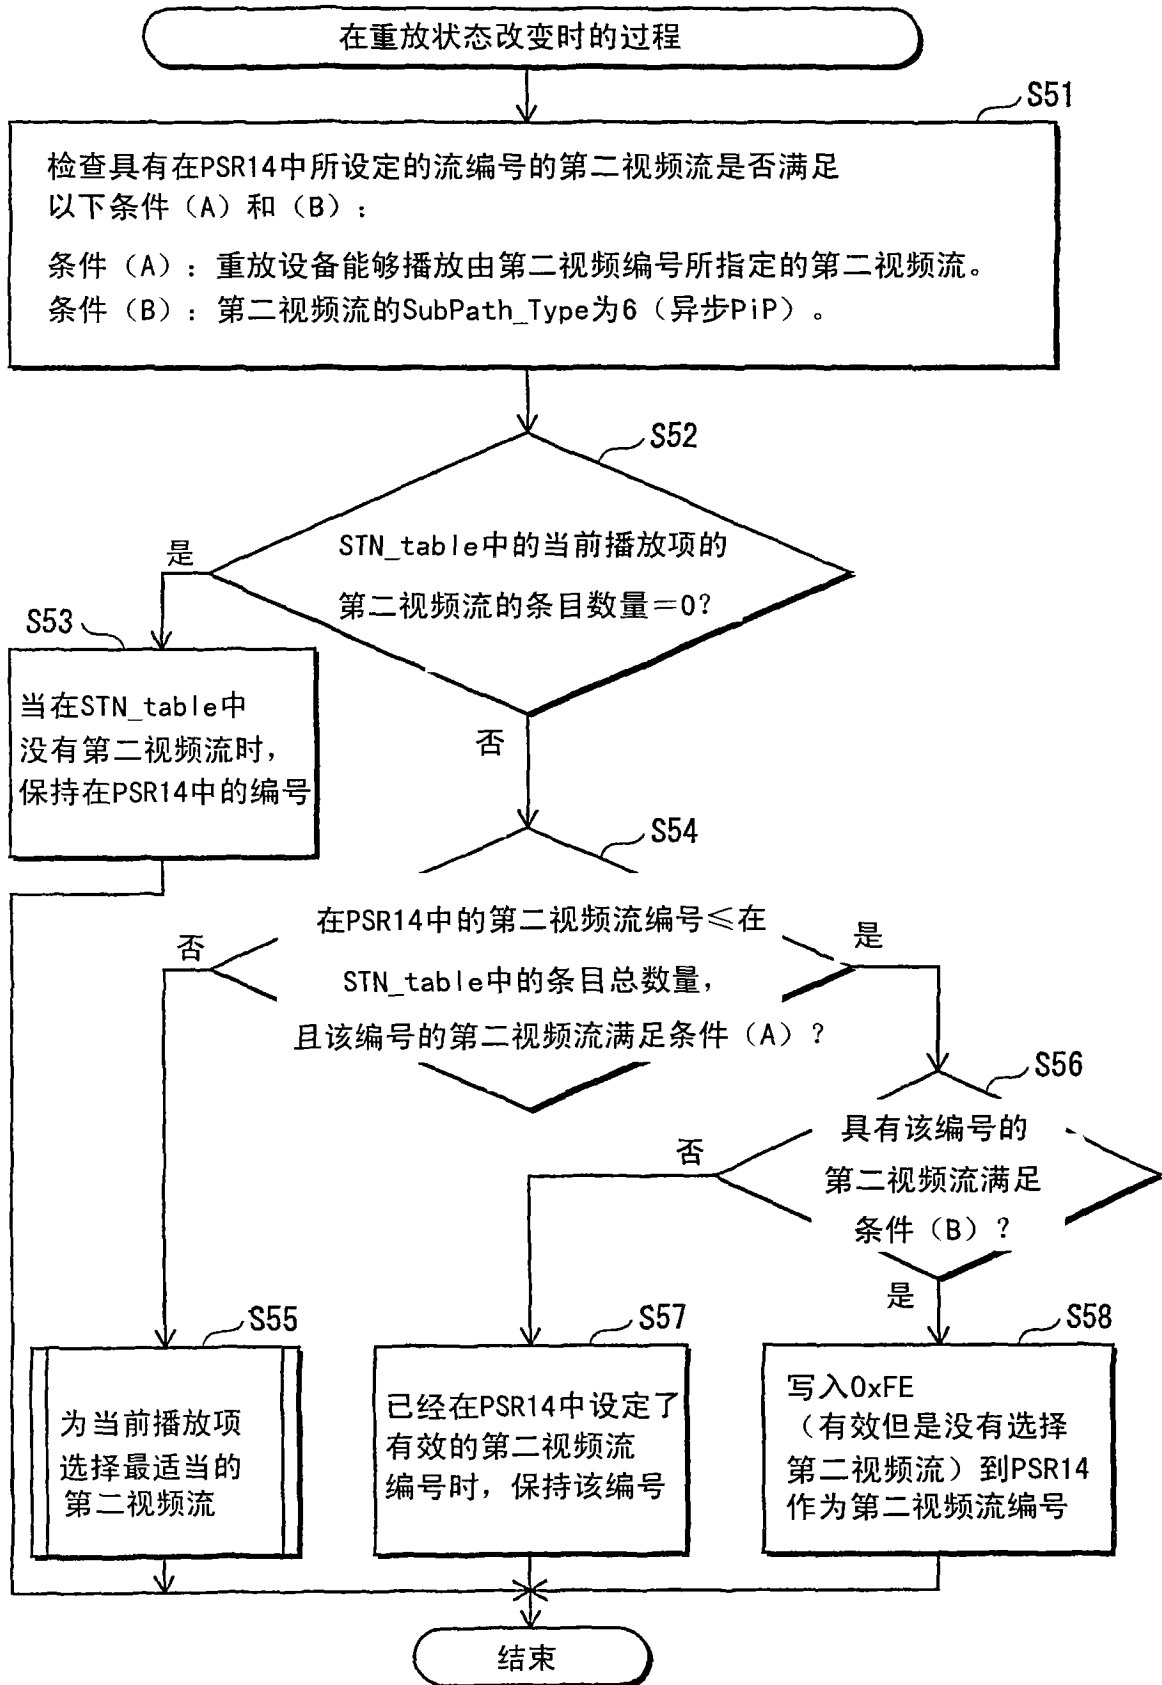 在重放状态改变时的过程
S51
检查具有在PSR14中所设定的流编号的第二视频流是否满足
以下条件（A）和（B）：
条件（A）：重放设备能够播放由第二视频编号所指定的第二视频流。
条件（B）：第二视频流的SubPath_Type为6（异步PiP）。
S52
STN_table中的当前播放项的
第二视频流的条目数量＝0？
是
S53
当在STN_table中
没有第二视频流时，
保持在PSR14中的编号
否
S54
在PSR14中的第二视频流编号≤在
STN_table中的条目总数量，
且该编号的第二视频流满足条件（A）？
否
是
S56
具有该编号的
第二视频流满足
条件（B）？
否
是
S55
为当前播放项
选择最适当的
第二视频流
S57
已经在PSR14中设定了
有效的第二视频流
编号时，保持该编号
S58
写入0xFE
（有效但是没有选择
第二视频流）到PSR14
作为第二视频流编号
结束